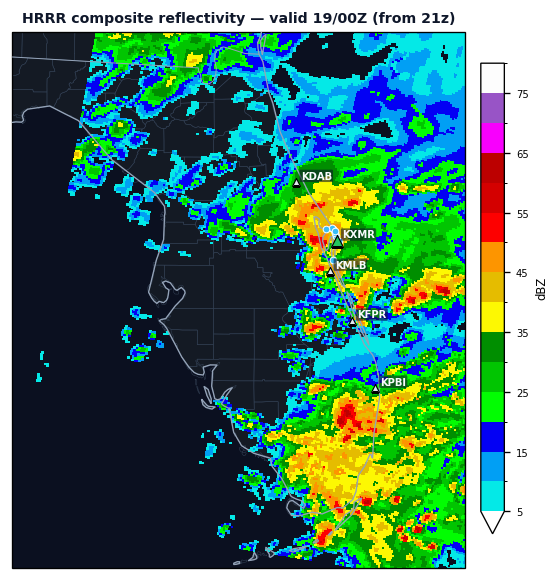 HRRR composite reflectivity — valid 19/00Z (from 21z)
KDAB
KXMR
KMLB
KFPR
KPBI
75
65
55
45
35
25
15
5
dBZ